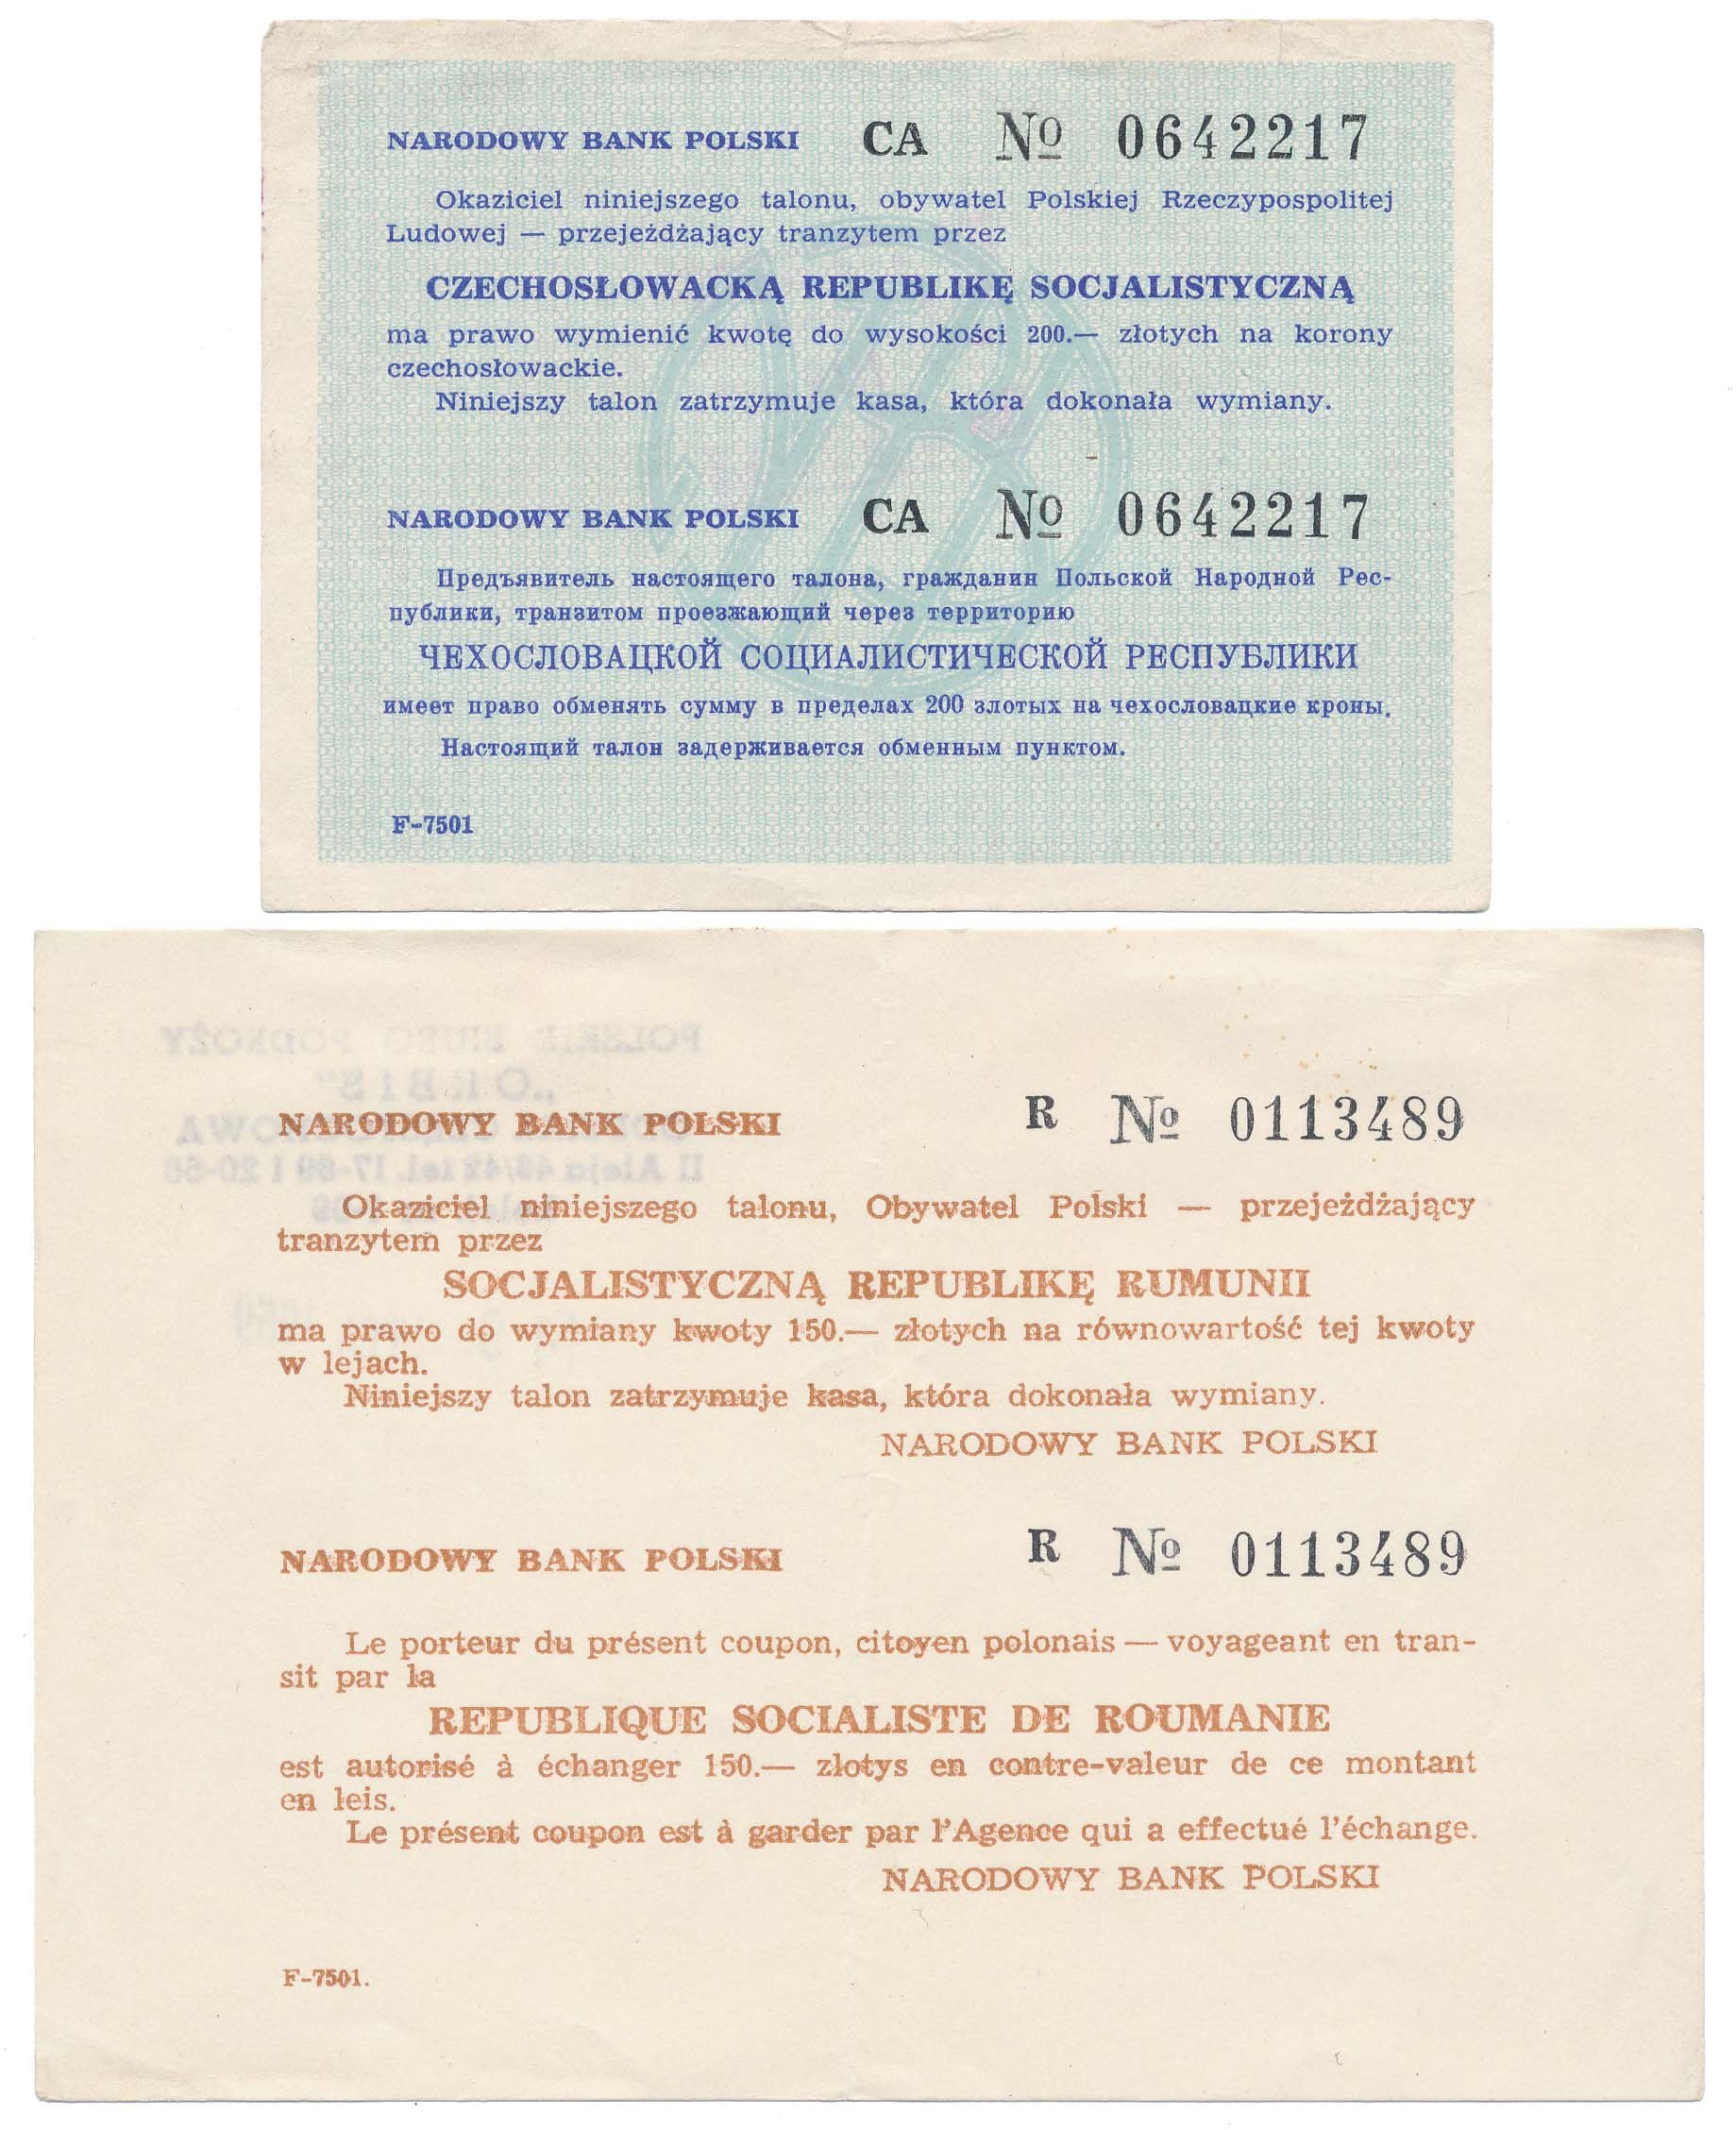 NARODOWY BANK POLSKI CA № 0642217
Okaziciel niniejszego talonu, obywatel Polskiej Rzeczypospolitej
Ludowej — przejeżdżający tranzytem przez
CZECHOSŁOWACKĄ REPUBLIKĘ SOCJALISTYCZNĄ
ma prawo wymienić kwotę do wysokości 200.— złotych na korony
czechosłowackie.
Niniejszy talon zatrzymuje kasa, która dokonała wymiany.
NARODOWY BANK POLSKI CA № 0642217
Предъявитель настоящего талона, гражданин Польской Народной Рес-
публики, транзитом проезжающий через территорию
ЧЕХОСЛОВАЦКОЙ СОЦИАЛИСТИЧЕСКОЙ РЕСПУБЛИКИ
имеет право обменять сумму в пределах 200 злотых на чехословацкие кроны.
Настоящий талон задерживается обменным пунктом.
F-7501
POLSKIE BIURO PODRÓŻY
„ORBIS"
NARODOWY BANK POLSKI R № 0113489
Okaziciel niniejszego talonu, Obywatel Polski — przejeżdżający
tranzytem przez
SOCJALISTYCZNĄ REPUBLIKĘ RUMUNII
ma prawo do wymiany kwoty 150.— złotych na równowartość tej kwoty
w lejach.
Niniejszy talon zatrzymuje kasa, która dokonała wymiany.
NARODOWY BANK POLSKI
NARODOWY BANK POLSKI R № 0113489
Le porteur du présent coupon, citoyen polonais — voyageant en tran-
sit par la
REPUBLIQUE SOCIALISTE DE ROUMANIE
est autorisé à échanger 150.— zlotys en contre-valeur de ce montant
en leis.
Le présent coupon est à garder par l'Agence qui a effectué l'échange.
NARODOWY BANK POLSKI
F-7501.